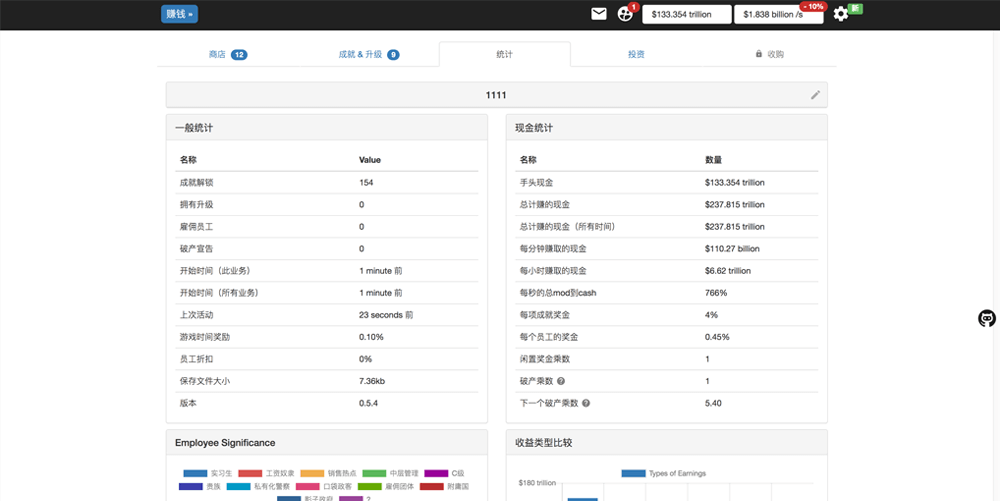 赚钱 »
1
$133.354 trillion
$1.838 billion /s
- 10%
新
商店 12
成就 & 升级 9
统计
投资
收购
1111
一般统计
名称 Value
成就解锁 154
拥有升级 0
雇佣员工 0
破产宣告 0
开始时间（此业务） 1 minute 前
开始时间（所有业务） 1 minute 前
上次活动 23 seconds 前
游戏时间奖励 0.10%
员工折扣 0%
保存文件大小 7.36kb
版本 0.5.4
现金统计
名称 数量
手头现金 $133.354 trillion
总计赚的现金 $237.815 trillion
总计赚的现金（所有时间） $237.815 trillion
每分钟赚取的现金 $110.27 billion
每小时赚取的现金 $6.62 trillion
每秒的总mod到cash 766%
每项成就奖金 4%
每个员工的奖金 0.45%
闲置奖金乘数 1
破产乘数 ? 1
下一个破产乘数 ? 5.40
Employee Significance
实习生 工资奴隶 销售热点 中层管理 C级
贵族 私有化警察 口袋政客 雇佣团体 附庸国
影子政府 ?
收益类型比较
Types of Earnings
$180 trillion